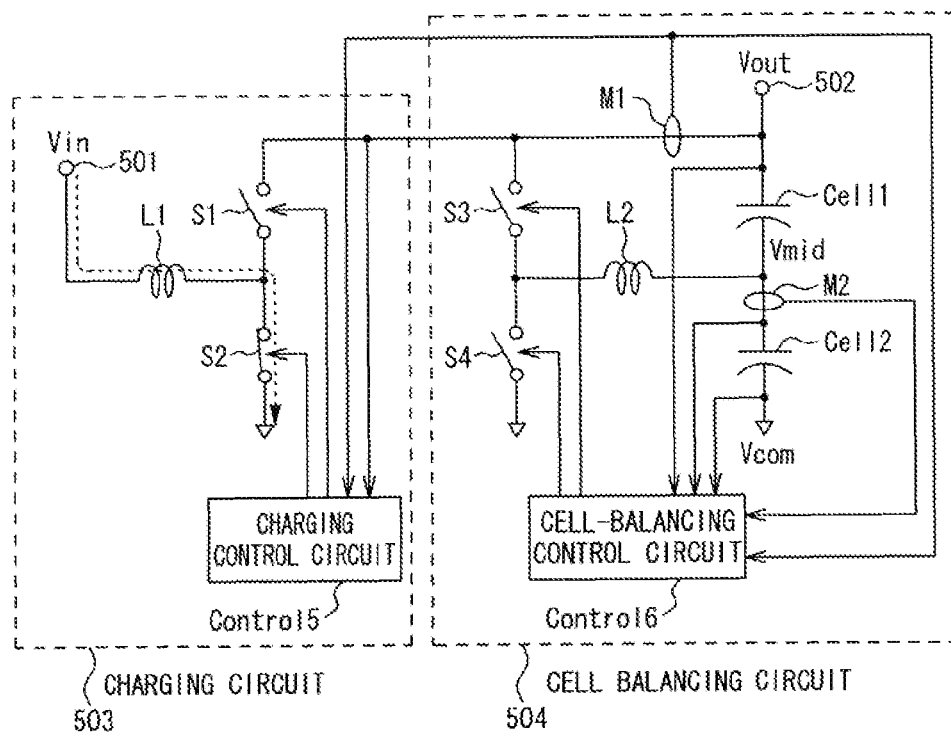 Vout
502
M1
Vin
501
L1
S1
S2
S3
S4
L2
Cell1
Vmid
M2
Cell2
Vcom
CHARGING
CONTROL CIRCUIT
Control5
CELL-BALANCING
CONTROL CIRCUIT
Control6
CHARGING CIRCUIT
503
CELL BALANCING CIRCUIT
504